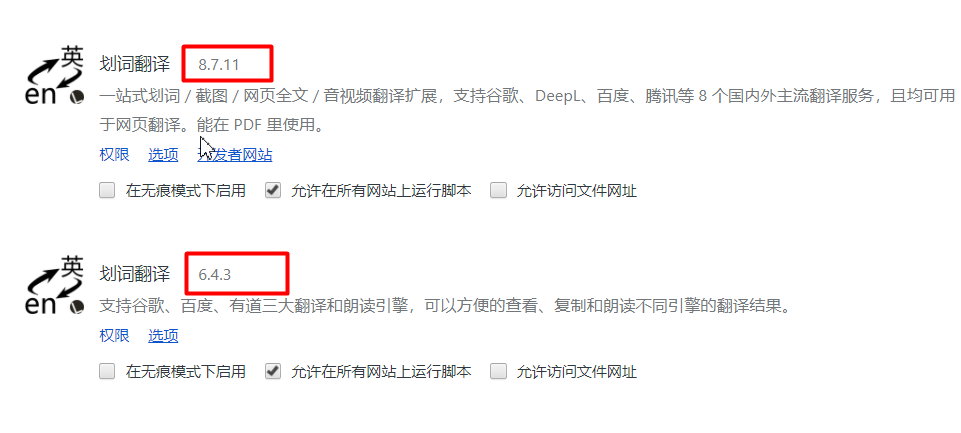 英
en
划词翻译 8.7.11
一站式划词 / 截图 / 网页全文 / 音视频翻译扩展，支持谷歌、DeepL、百度、腾讯等 8 个国内外主流翻译服务，且均可用
于网页翻译。能在 PDF 里使用。
权限 选项 开发者网站
在无痕模式下启用 允许在所有网站上运行脚本 允许访问文件网址
英
en
划词翻译 6.4.3
支持谷歌、百度、有道三大翻译和朗读引擎，可以方便的查看、复制和朗读不同引擎的翻译结果。
权限 选项
在无痕模式下启用 允许在所有网站上运行脚本 允许访问文件网址